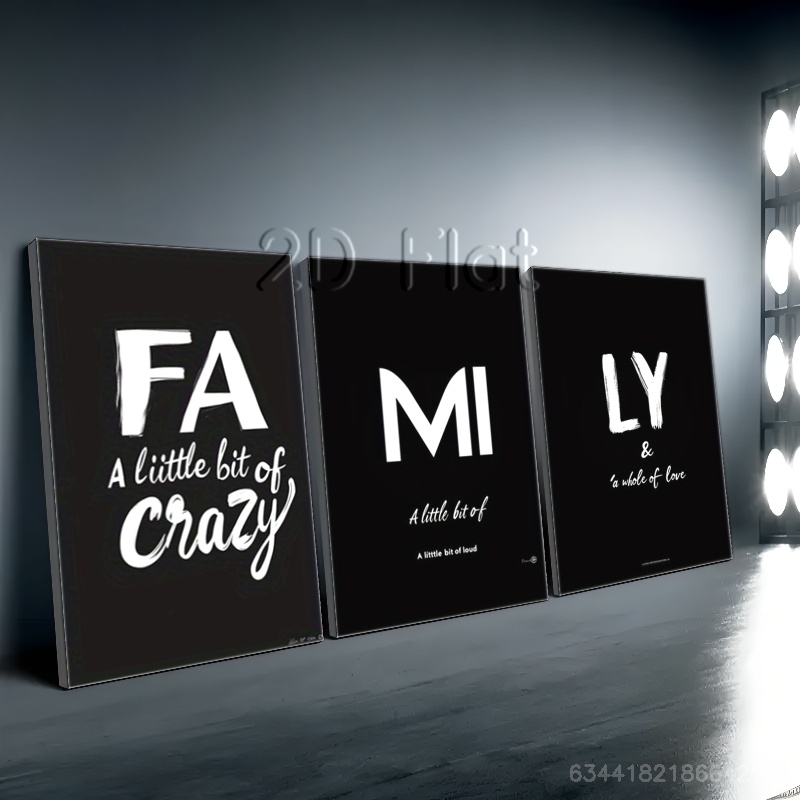 2D Flat
FA
A liittle bit of
crazy
MI
A little bit of
A litttle bit of loud
LY
&
"a whole of love